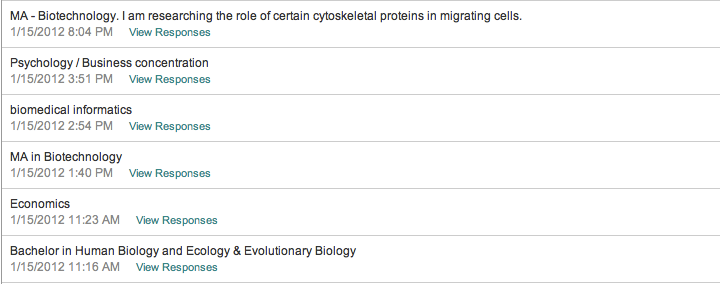 MA - Biotechnology. I am researching the role of certain cytoskeletal proteins in migrating cells.
1/15/2012 8:04 PM View Responses
Psychology / Business concentration
1/15/2012 3:51 PM View Responses
biomedical informatics
1/15/2012 2:54 PM View Responses
MA in Biotechnology
1/15/2012 1:40 PM View Responses
Economics
1/15/2012 11:23 AM View Responses
Bachelor in Human Biology and Ecology & Evolutionary Biology
1/15/2012 11:16 AM View Responses